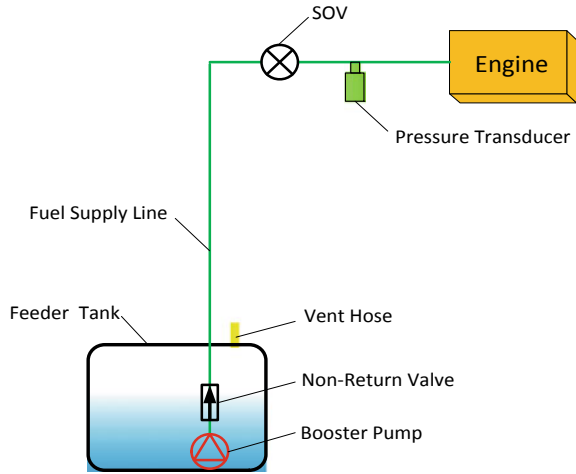 SOV
Engine
Pressure Transducer
Fuel Supply Line
Feeder Tank
Vent Hose
Non-Return Valve
Booster Pump